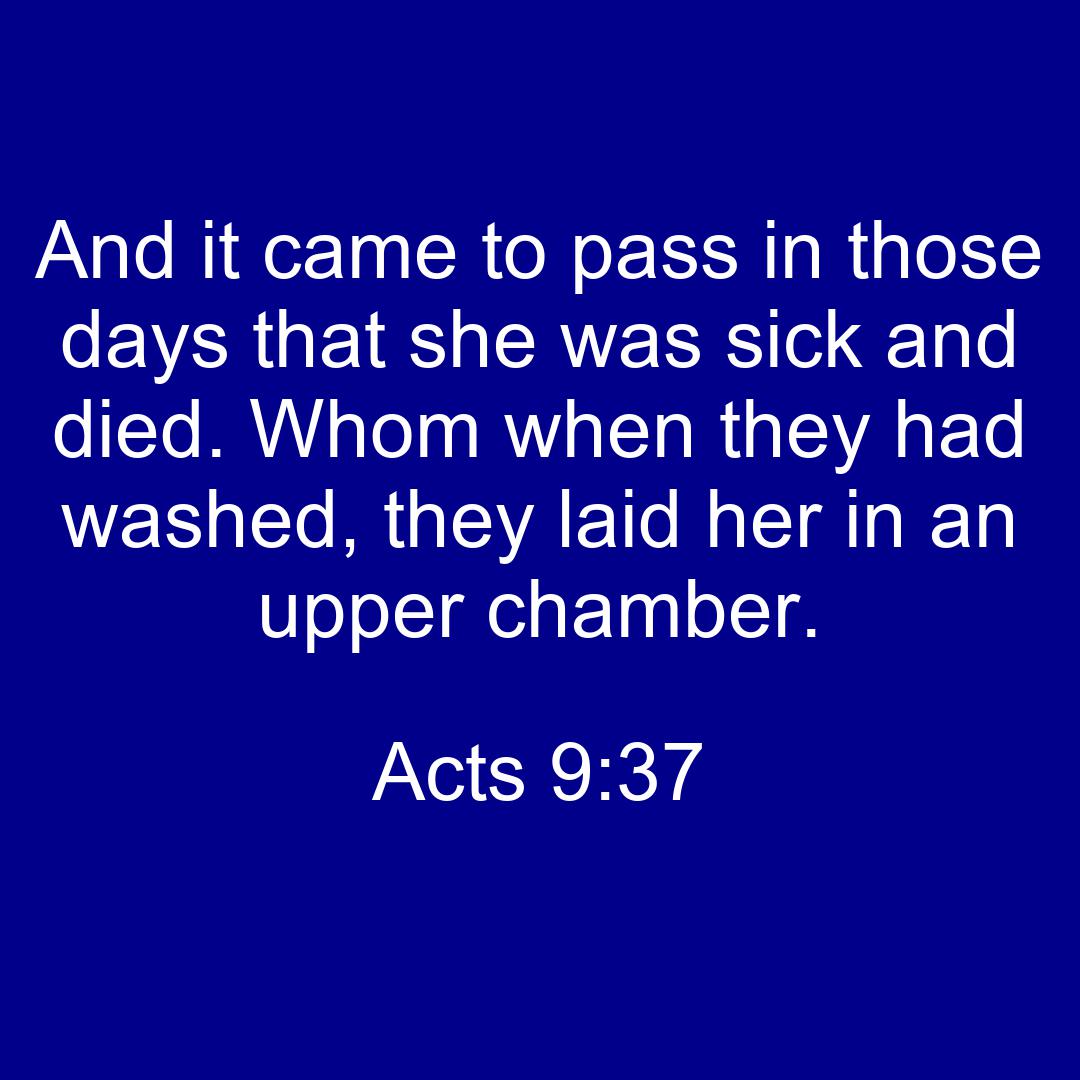 And it came to pass in those
days that she was sick and
died. Whom when they had
washed, they laid her in an
upper chamber.
Acts 9:37